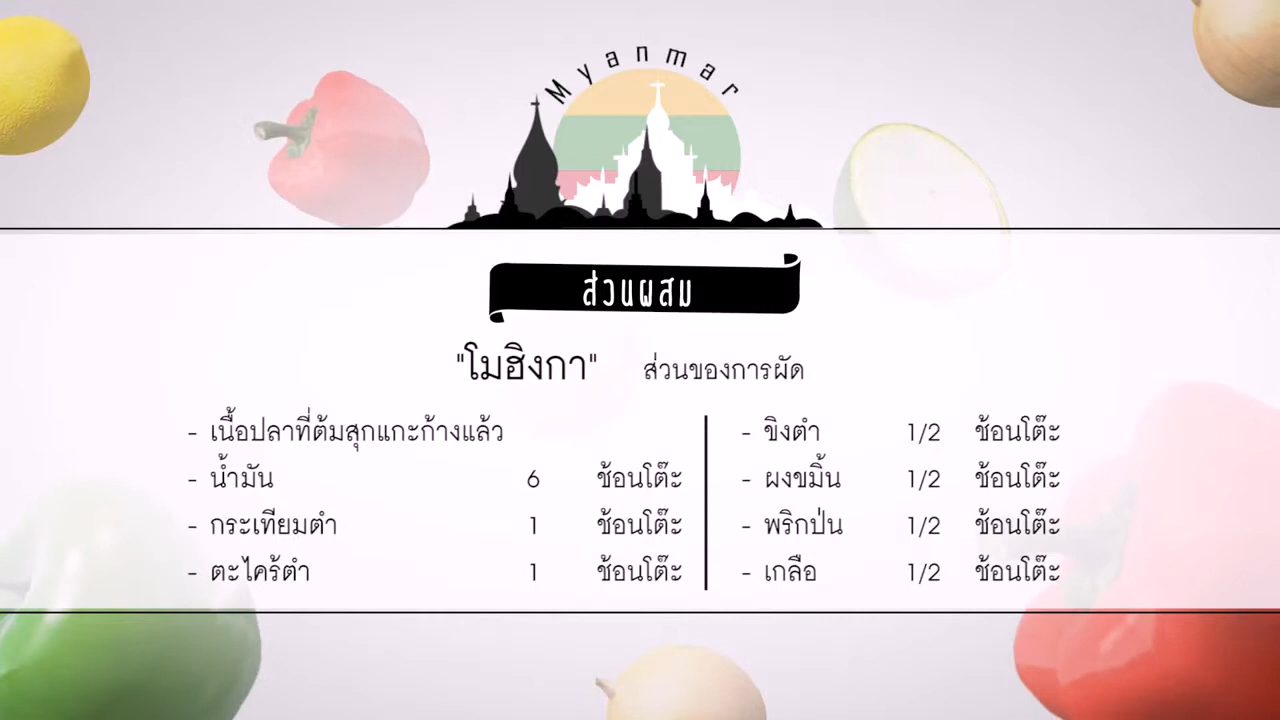 Myanmar
ส่วนผสม
"โมฮิงกา" ส่วนของการผัด
- เนื้อปลาที่ต้มสุกแกะก้างแล้ว
- น้ำมัน 6 ช้อนโต๊ะ
- กระเทียมตำ 1 ช้อนโต๊ะ
- ตะไคร้ตำ 1 ช้อนโต๊ะ
- ขิงตำ 1/2 ช้อนโต๊ะ
- ผงขมิ้น 1/2 ช้อนโต๊ะ
- พริกป่น 1/2 ช้อนโต๊ะ
- เกลือ 1/2 ช้อนโต๊ะ